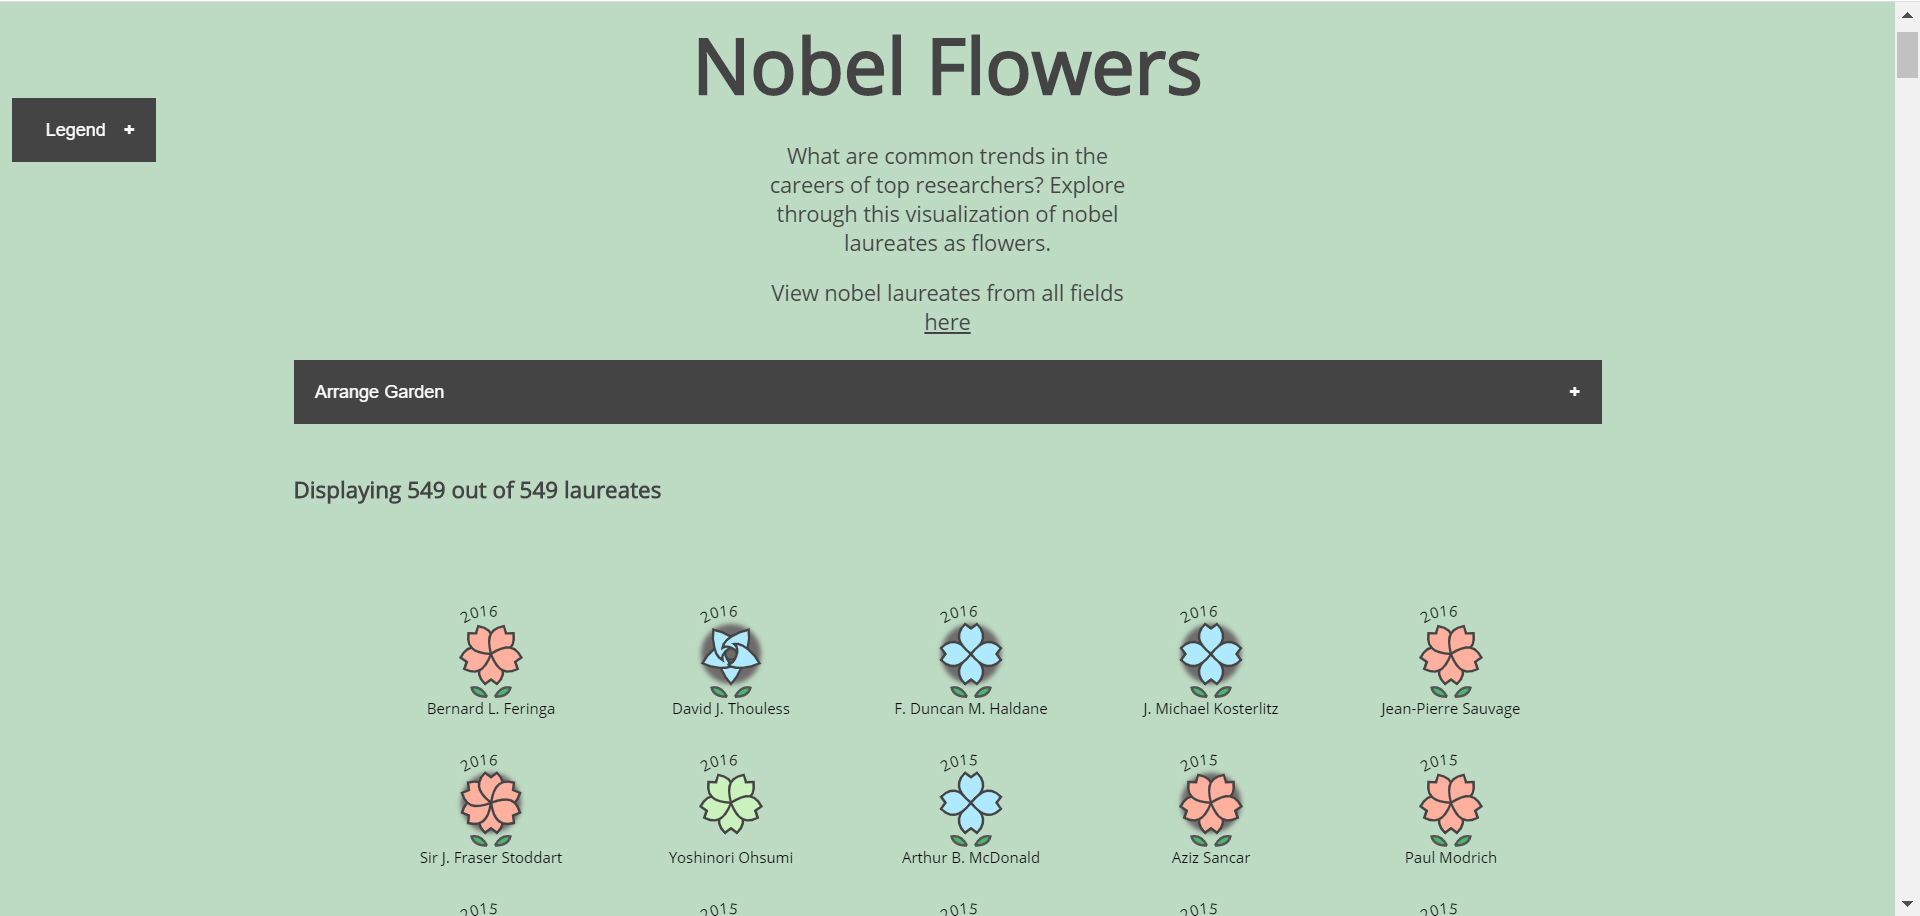 Nobel Flowers
Legend +
What are common trends in the
careers of top researchers? Explore
through this visualization of nobel
laureates as flowers.
View nobel laureates from all fields
here
Arrange Garden +
Displaying 549 out of 549 laureates
2016 2016 2016 2016 2016
Bernard L. Feringa David J. Thouless F. Duncan M. Haldane J. Michael Kosterlitz Jean-Pierre Sauvage
2016 2016 2015 2015 2015
Sir J. Fraser Stoddart Yoshinori Ohsumi Arthur B. McDonald Aziz Sancar Paul Modrich
2015 2015 2015 2015 2015